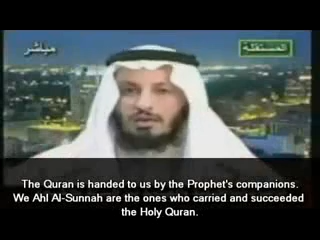 مباشر
المستقلة
The Quran is handed to us by the Prophet's companions.
We Ahl Al-Sunnah are the ones who carried and succeeded
the Holy Quran.